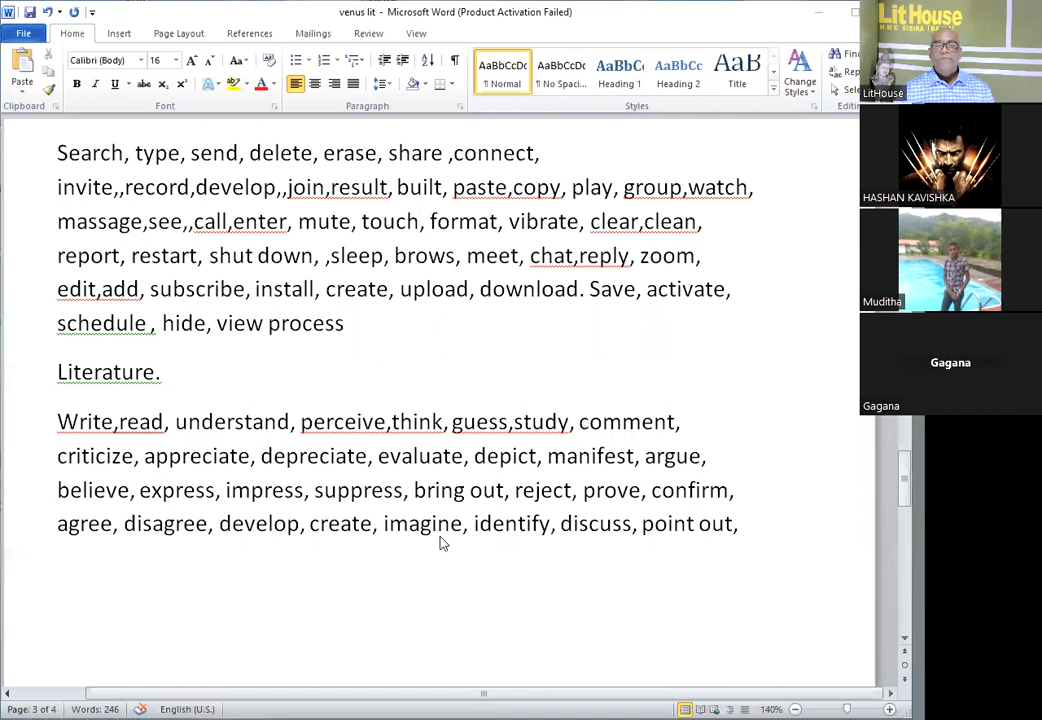 venus lit - Microsoft Word (Product Activation Failed)
File Home Insert Page Layout References Mailings Review View
Paste
Calibri (Body) 16
Clipboard Font Paragraph Styles
AaBbCcDc AaBbCcDc AaBbC AaBbCc AaB
¶ Normal ¶ No Spaci... Heading 1 Heading 2
Change Styles
Search, type, send, delete, erase, share ,connect,
invite,,record,develop,,join,result, built, paste,copy, play, group,watch,
massage,see,,call,enter, mute, touch, format, vibrate, clear,clean,
report, restart, shut down, ,sleep, brows, meet, chat,reply, zoom,
edit,add, subscribe, install, create, upload, download. Save, activate,
schedule , hide, view process
Literature.
Write,read, understand, perceive,think, guess,study, comment,
criticize, appreciate, depreciate, evaluate, depict, manifest, argue,
believe, express, impress, suppress, bring out, reject, prove, confirm,
agree, disagree, develop, create, imagine, identify, discuss, point out,
Page: 3 of 4 Words: 246 English (U.S.) 140%
LitHouse
LitHouse
HASHAN KAVISHKA
Muditha
Gagana
Gagana